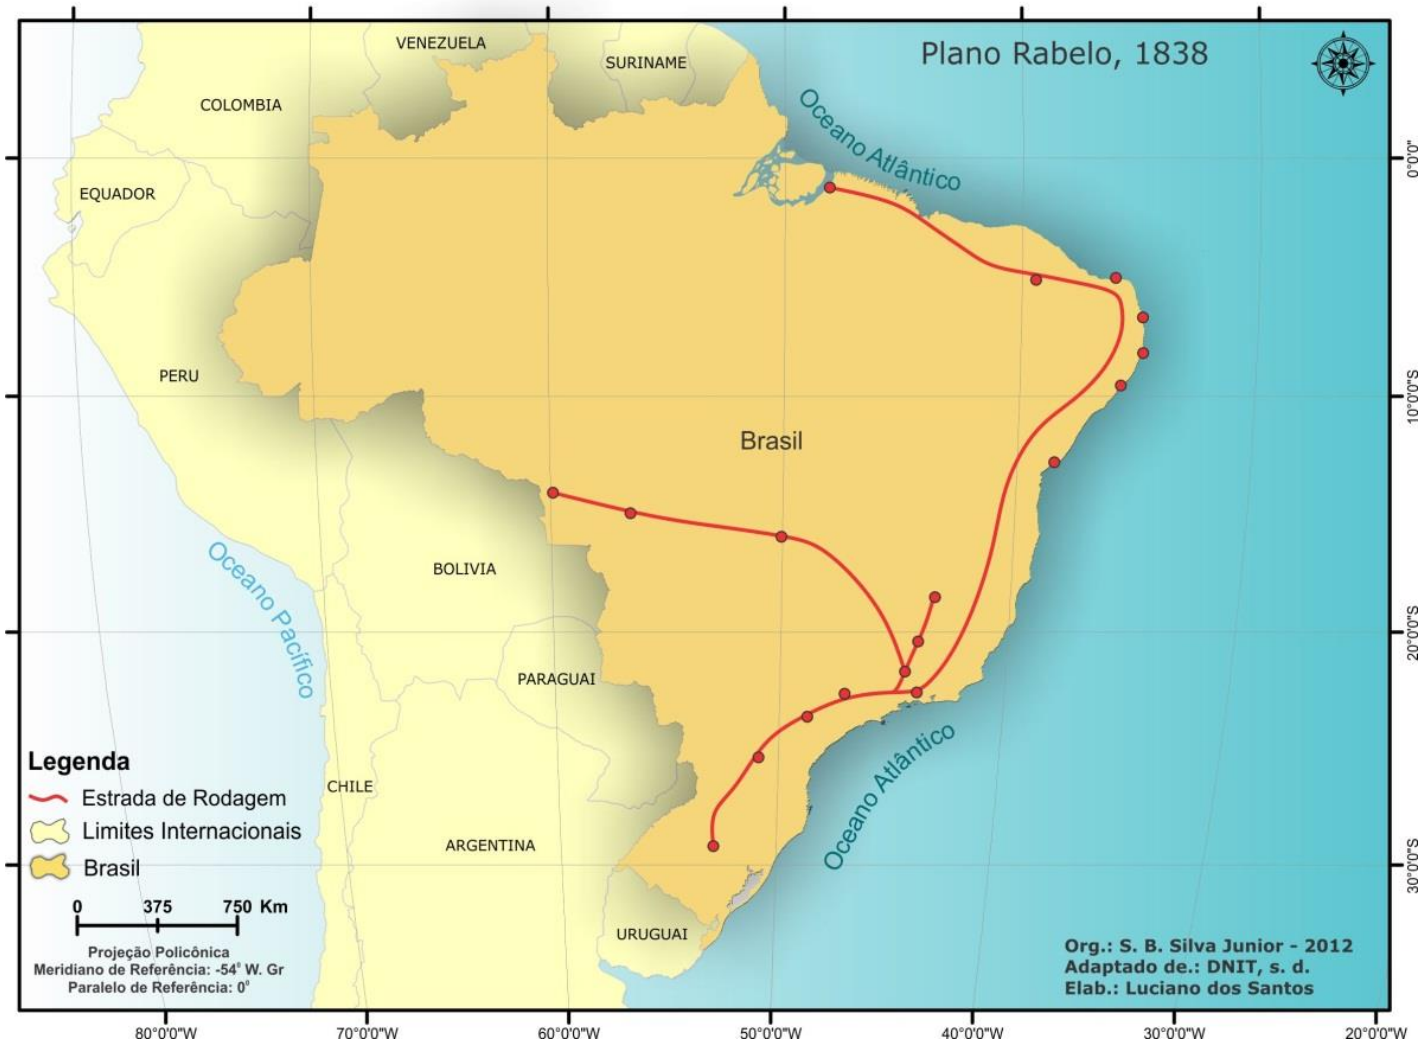 Plano Rabelo, 1838
VENEZUELA
SURINAME
COLOMBIA
EQUADOR
PERU
Oceano Atlântico
Brasil
BOLIVIA
Oceano Pacífico
PARAGUAI
CHILE
ARGENTINA
URUGUAI
Oceano Atlântico
0°0'0"
10°0'0"S
20°0'0"S
30°0'0"S
Legenda
Estrada de Rodagem
Limites Internacionais
Brasil
0 375 750 Km
Projeção Policônica
Meridiano de Referência: -54° W. Gr
Paralelo de Referência: 0°
Org.: S. B. Silva Junior - 2012
Adaptado de.: DNIT, s. d.
Elab.: Luciano dos Santos
80°0'0"W 70°0'0"W 60°0'0"W 50°0'0"W 40°0'0"W 30°0'0"W 20°0'0"W